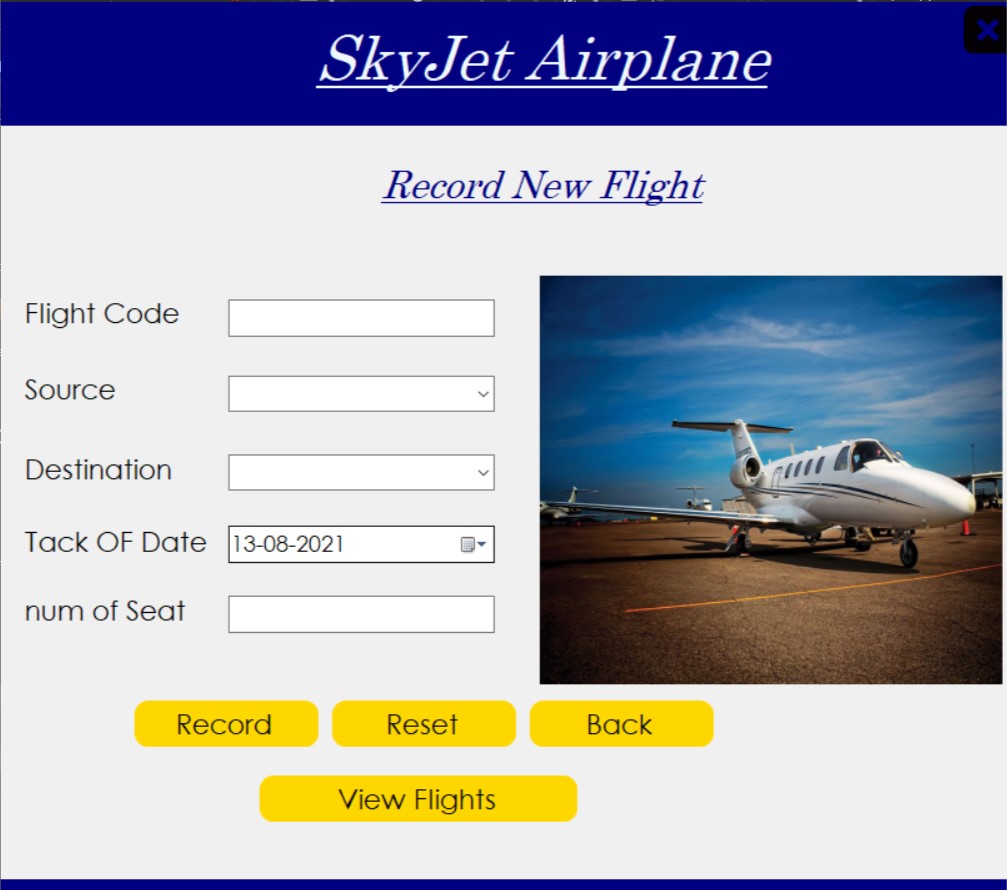 SkyJet Airplane
Record New Flight
Flight Code
Source
Destination
Tack OF Date
13-08-2021
num of Seat
Record
Reset
Back
View Flights